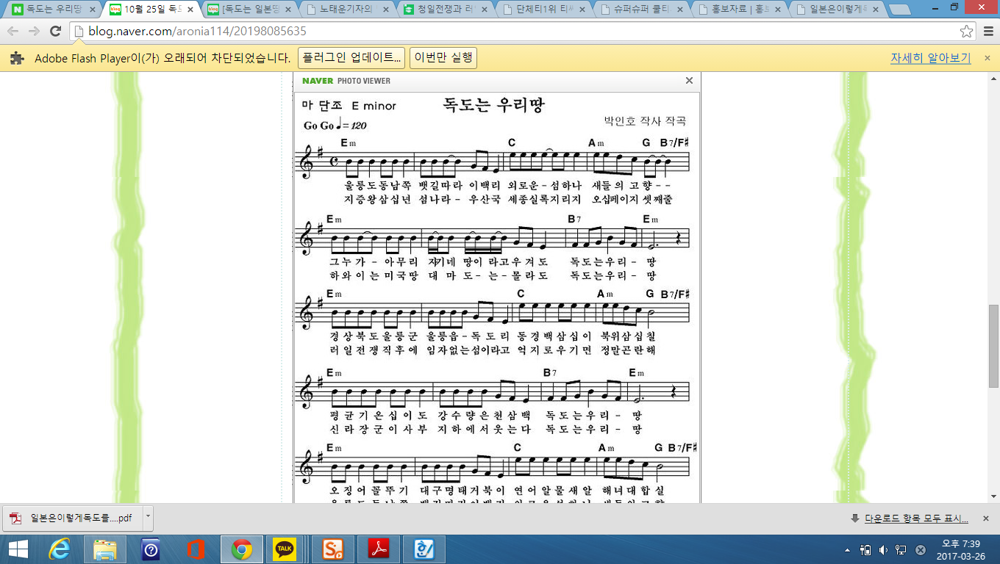 독도는 우리땅
10월 25일 독도
[독도는 일본땅
노태운기자의
청일전쟁과 러
단체티1위 티
슈퍼슈퍼 쿨티
홍보자료 | 홍보
일본은이렇게독
blog.naver.com/aronia114/20198085635
Adobe Flash Player이(가) 오래되어 차단되었습니다. 플러그인 업데이트... 이번만 실행 자세히 알아보기
NAVER PHOTO VIEWER
마 단조 E minor
독도는 우리땅
Go Go ♩= 120
박인호 작사 작곡
Em C Am G B7/F#
울릉도동남쪽 뱃길따라 이백리 외로운-섬하나 새들의 고향--
지증왕삼십년 섬나라-우산국 세종실록지리지 오십페이지 셋째줄
Em B7 Em
그누가-아무리 자기네 땅이라고우겨도 독도는우리-땅
하와이는미국땅 대마도-는-몰라도 독도는우리-땅
Em C Am G B7/F#
경상북도울릉군 울릉읍-독도리 동경백삼십이 북위삼십칠
러일전쟁직후에 임자없는섬이라고 억지로우기면 정말곤란해
Em B7 Em
평균기온십이도 강수량은천삼백 독도는우리-땅
신라장군이사부 지하에서웃는다 독도는우리-땅
Em C Am G B7/F#
오징어꼴뚜기 대구명태거북이 연어알물새알 해녀대합실
일본은이렇게독도를....pdf
다운로드 항목 모두 표시...
TALK
오후 7:39
2017-03-26